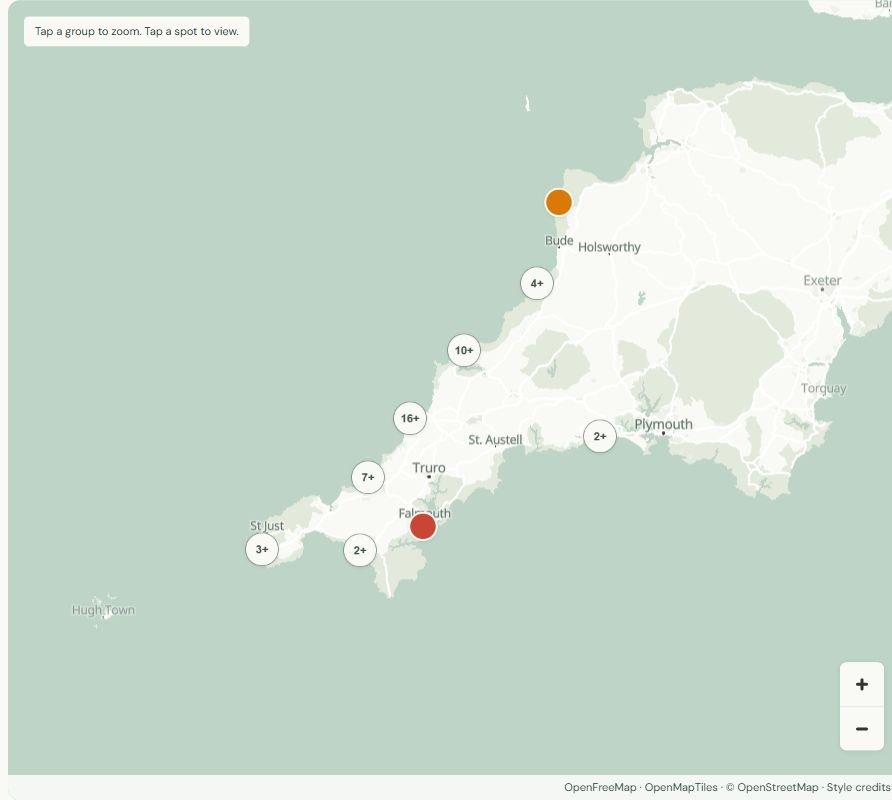 Tap a group to zoom. Tap a spot to view.
Bude
Holsworthy
4+
Exeter
10+
Torquay
16+
Plymouth
2+
St. Austell
Truro
7+
Falmouth
St Just
3+
2+
Hugh Town
+
−
OpenFreeMap · OpenMapTiles · © OpenStreetMap · Style credits